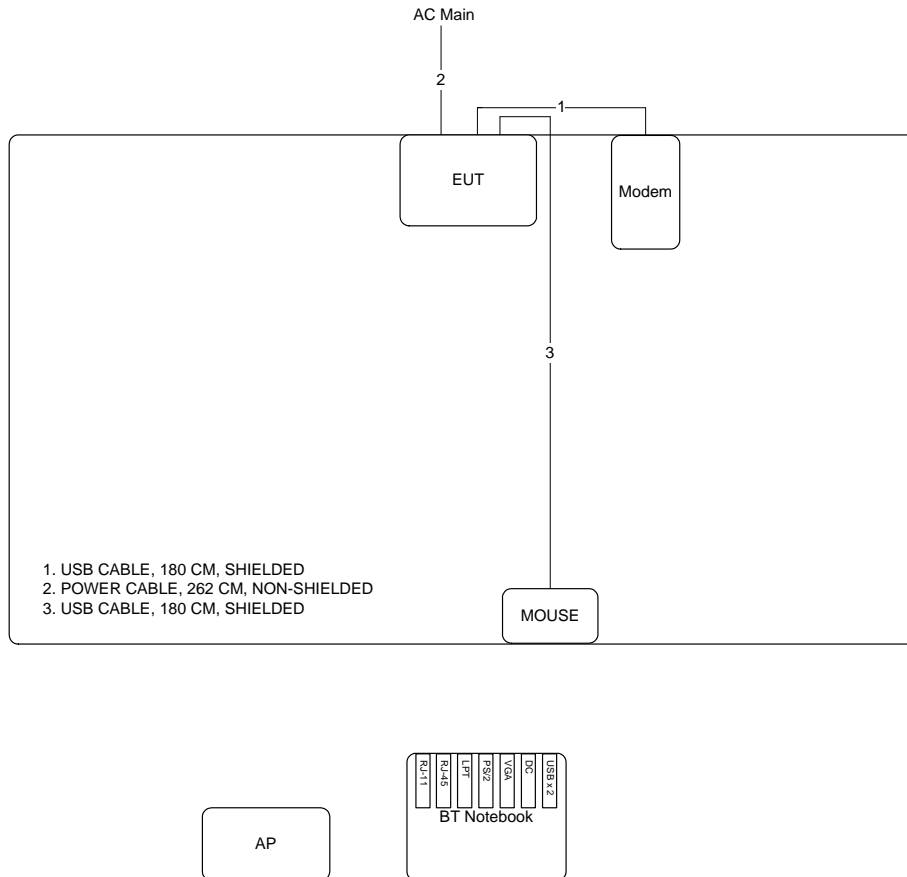 AC Main
2
1
EUT
Modem
3
1. USB CABLE, 180 CM, SHIELDED
2. POWER CABLE, 262 CM, NON-SHIELDED
3. USB CABLE, 180 CM, SHIELDED
MOUSE
RJ-11
RJ-45
LPT
PS/2
VGA
DC
USB x 2
BT Notebook
AP